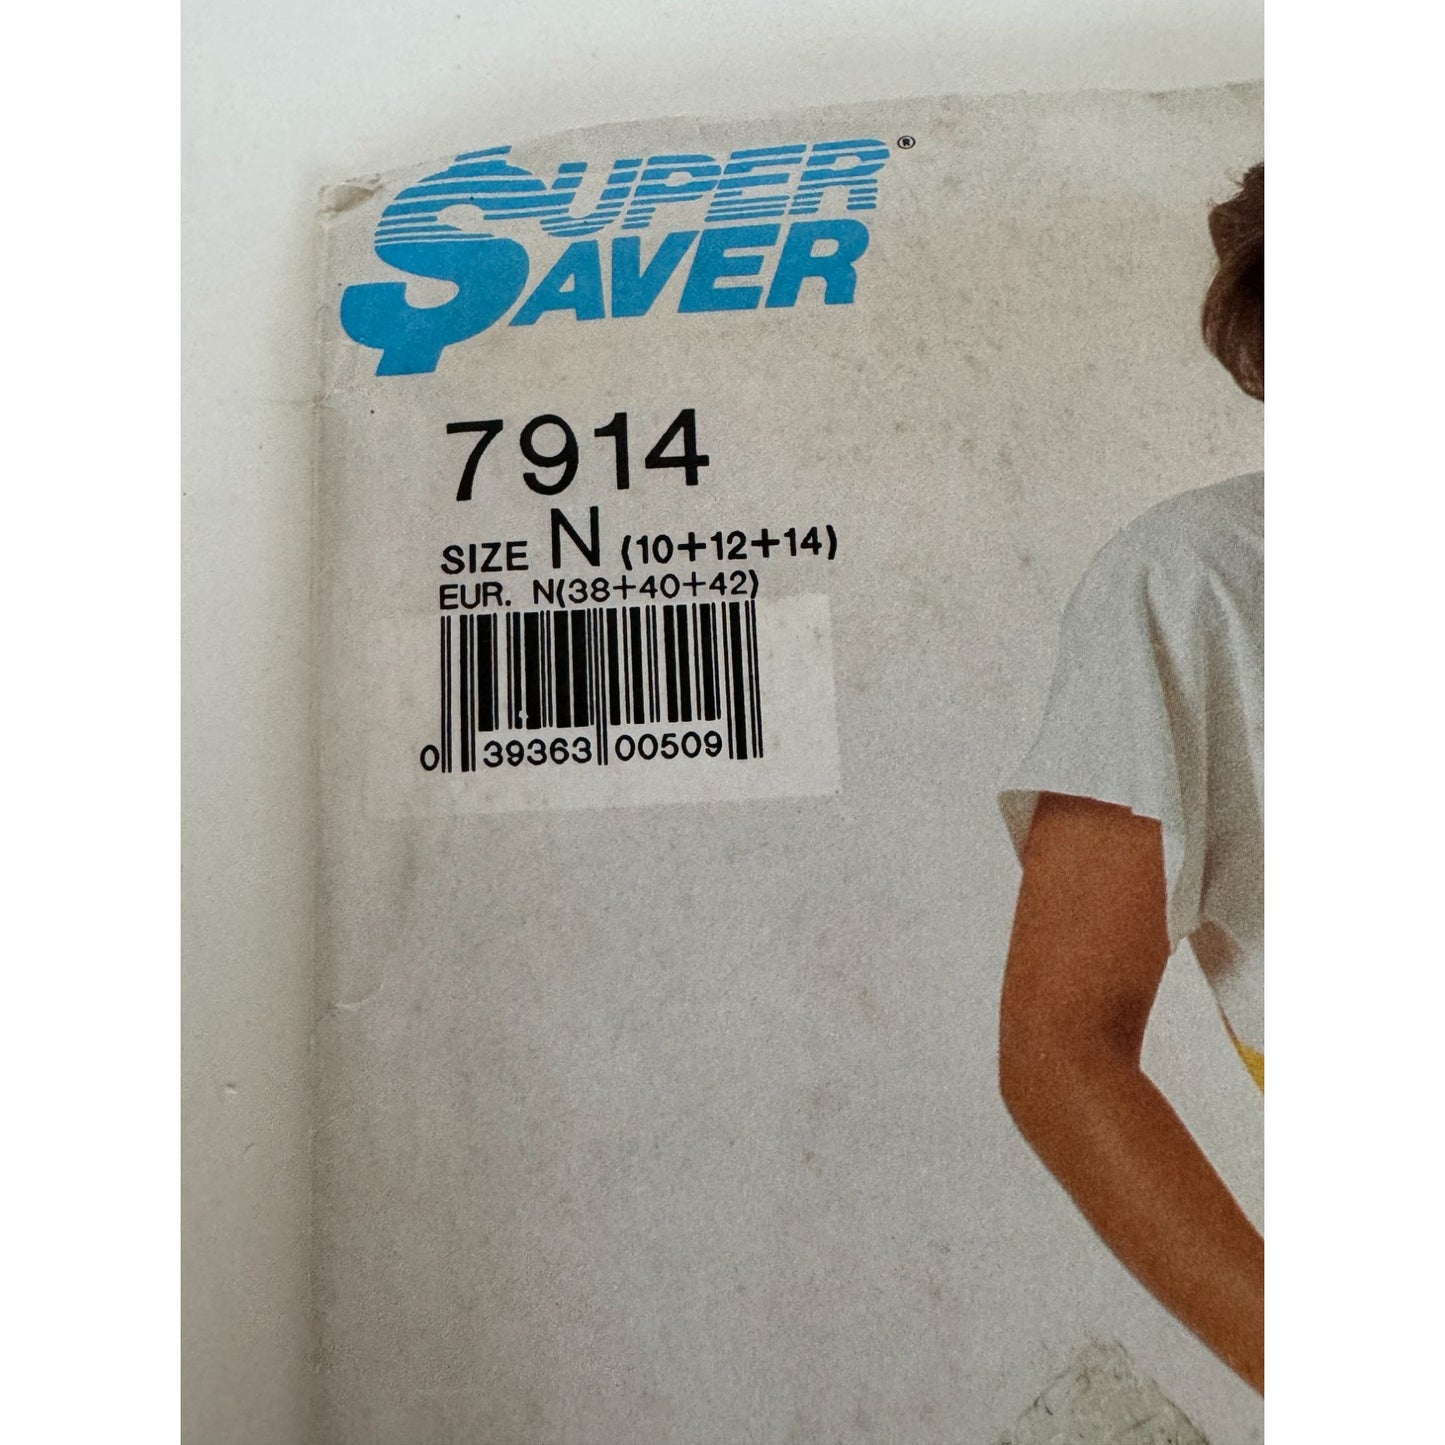 SUPER®
SAVER
7914
SIZE N (10+12+14)
EUR. N(38+40+42)
0 39363 00509